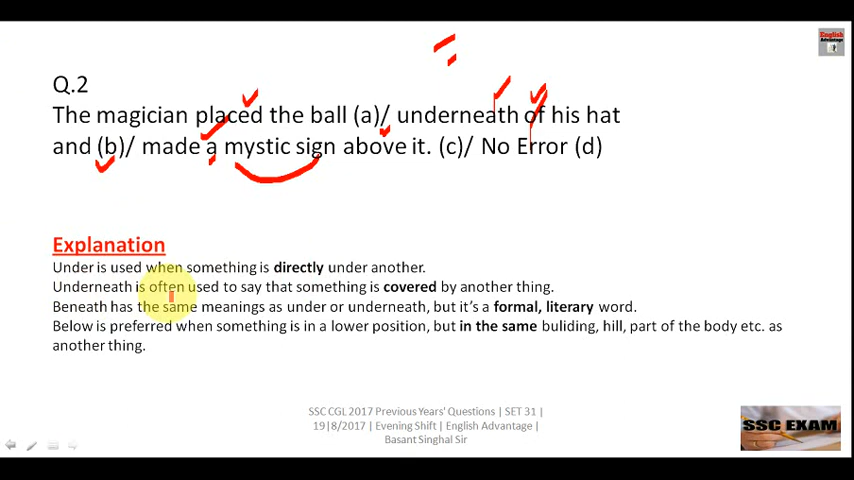 English
Advantage
Q.2
The magician placed the ball (a)/ underneath of his hat
and (b)/ made a mystic sign above it. (c)/ No Error (d)
Explanation
Under is used when something is directly under another.
Underneath is often used to say that something is covered by another thing.
Beneath has the same meanings as under or underneath, but it's a formal, literary word.
Below is preferred when something is in a lower position, but in the same buliding, hill, part of the body etc. as
another thing.
SSC CGL 2017 Previous Years' Questions | SET 31 |
19|8/2017 | Evening Shift | English Advantage |
Basant Singhal Sir
SSC EXAM